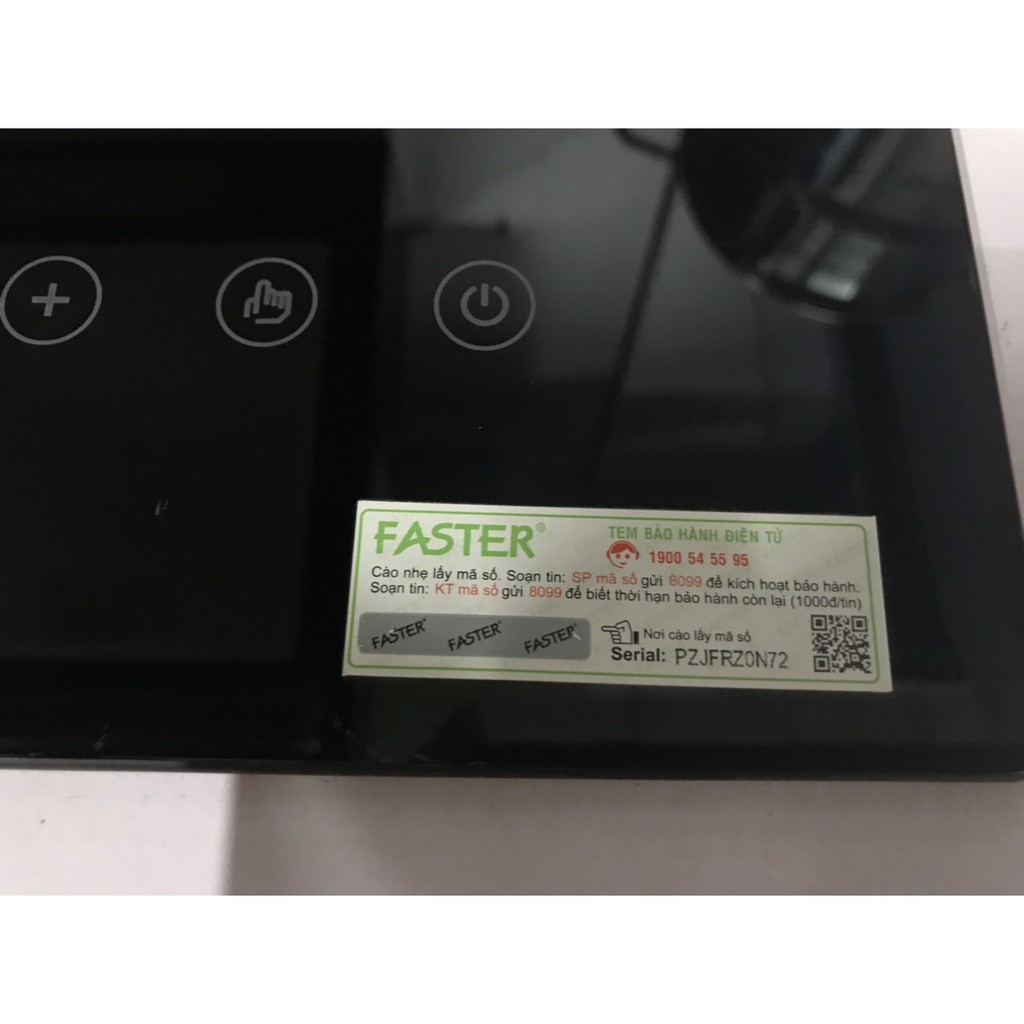 FASTER®
TEM BẢO HÀNH ĐIỆN TỬ
1900 54 55 95
Cào nhẹ lấy mã số. Soạn tin: SP mã số gửi 8099 để kích hoạt bảo hành.
Soạn tin: KT mã số gửi 8099 để biết thời hạn bảo hành còn lại (1000đ/tin)
FASTER FASTER FASTER
Nơi cào lấy mã số
Serial: PZJFRZ0N72